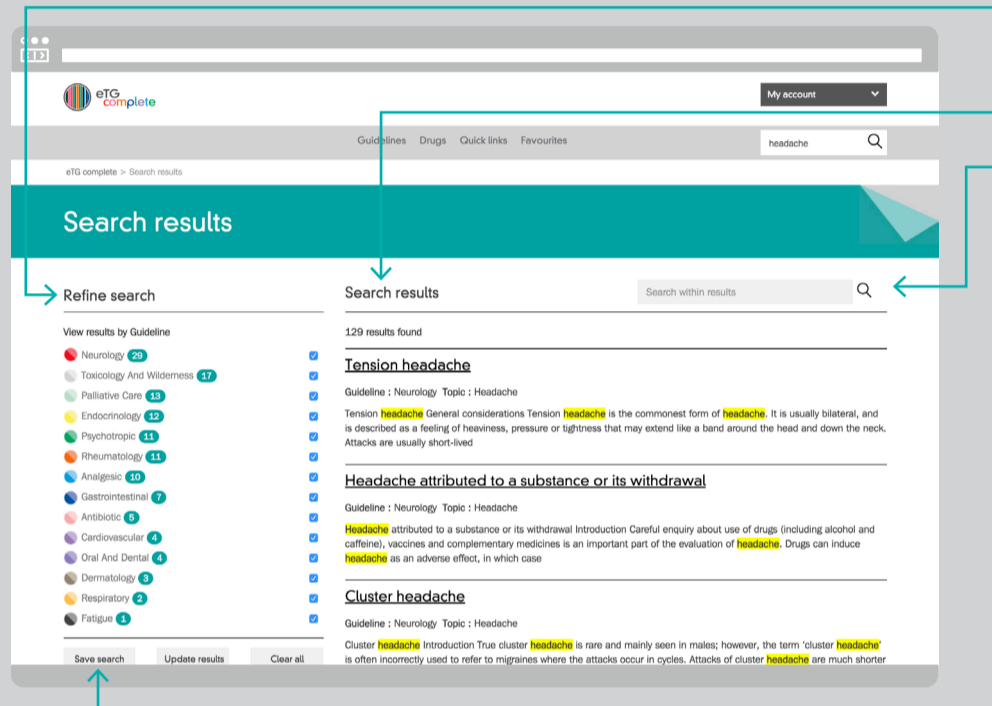 eTG
complete
My account
Guidelines Drugs Quick links Favourites
headache
eTG complete > Search results
Search results
Refine search
View results by Guideline
Neurology 29
Toxicology And Wilderness 17
Palliative Care 13
Endocrinology 12
Psychotropic 11
Rheumatology 11
Analgesic 10
Gastrointestinal 7
Antibiotic 5
Cardiovascular 4
Oral And Dental 4
Dermatology 3
Respiratory 2
Fatigue 1
Save search Update results Clear all
Search results
Search within results
129 results found
Tension headache
Guideline : Neurology Topic : Headache
Tension headache General considerations Tension headache is the commonest form of headache. It is usually bilateral, and
is described as a feeling of heaviness, pressure or tightness that may extend like a band around the head and down the neck.
Attacks are usually short-lived
Headache attributed to a substance or its withdrawal
Guideline : Neurology Topic : Headache
Headache attributed to a substance or its withdrawal Introduction Careful enquiry about use of drugs (including alcohol and
caffeine), vaccines and complementary medicines is an important part of the evaluation of headache. Drugs can induce
headache as an adverse effect, in which case
Cluster headache
Guideline : Neurology Topic : Headache
Cluster headache Introduction True cluster headache is rare and mainly seen in males; however, the term 'cluster headache'
is often incorrectly used to refer to migraines where the attacks occur in cycles. Attacks of cluster headache are much shorter